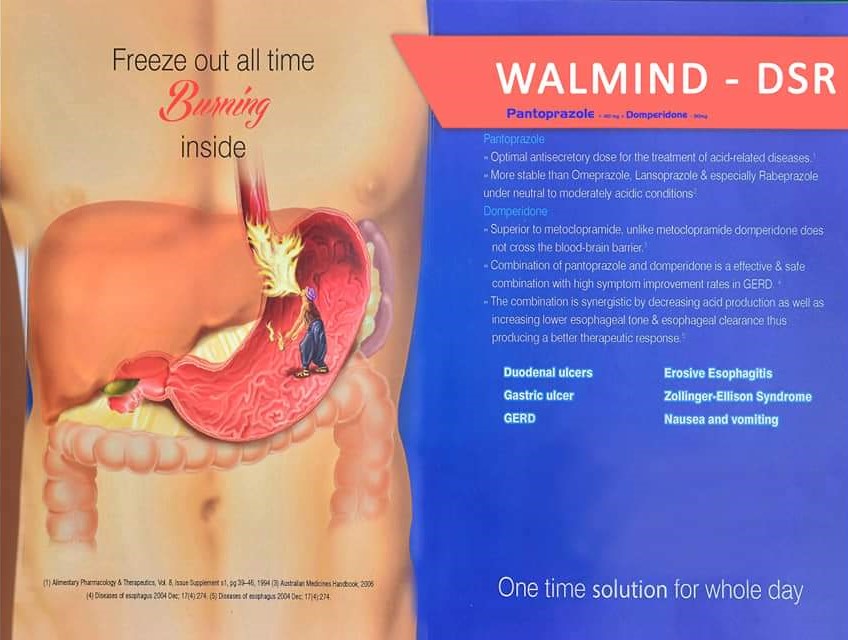 Freeze out all time
Burning
inside
WALMIND - DSR
Pantoprazole - 40 mg + Domperidone - 30mg
Pantoprazole
» Optimal antisecretory dose for the treatment of acid-related diseases.1
» More stable than Omeprazole, Lansoprazole & especially Rabeprazole
under neutral to moderately acidic conditions2
Domperidone
» Superior to metoclopramide, unlike metoclopramide domperidone does
not cross the blood-brain barrier.
» Combination of pantoprazole and domperidone is a effective & safe
combination with high symptom improvement rates in GERD. 4
» The combination is synergistic by decreasing acid production as well as
increasing lower esophageal tone & esophageal clearance thus
producing a better therapeutic response.5
Duodenal ulcers
Erosive Esophagitis
Gastric ulcer
Zollinger-Ellison Syndrome
GERD
Nausea and vomiting
(1) Alimentary Pharmacology & Therapeutics, Vol. 8, Issue Supplement s1, pg 39–45, 1994 (3) Australian Medicines Handbook; 2006
(4) Diseases of esophagus 2004 Dec; 17(4):274. (5) Diseases of esophagus 2004 Dec; 17(4):274.
One time solution for whole day